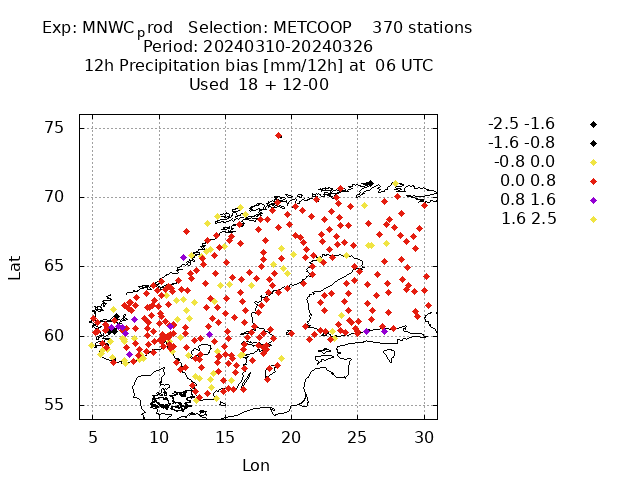 Exp: MNWCprod   Selection: METCOOP    370 stations
Period: 20240310-20240326
12h Precipitation bias [mm/12h] at  06 UTC
Used  18 + 12-00
75
70
65
60
55
5 10 15 20 25 30
Lat
Lon
-2.5 -1.6
-1.6 -0.8
-0.8 0.0
0.0 0.8
0.8 1.6
1.6 2.5